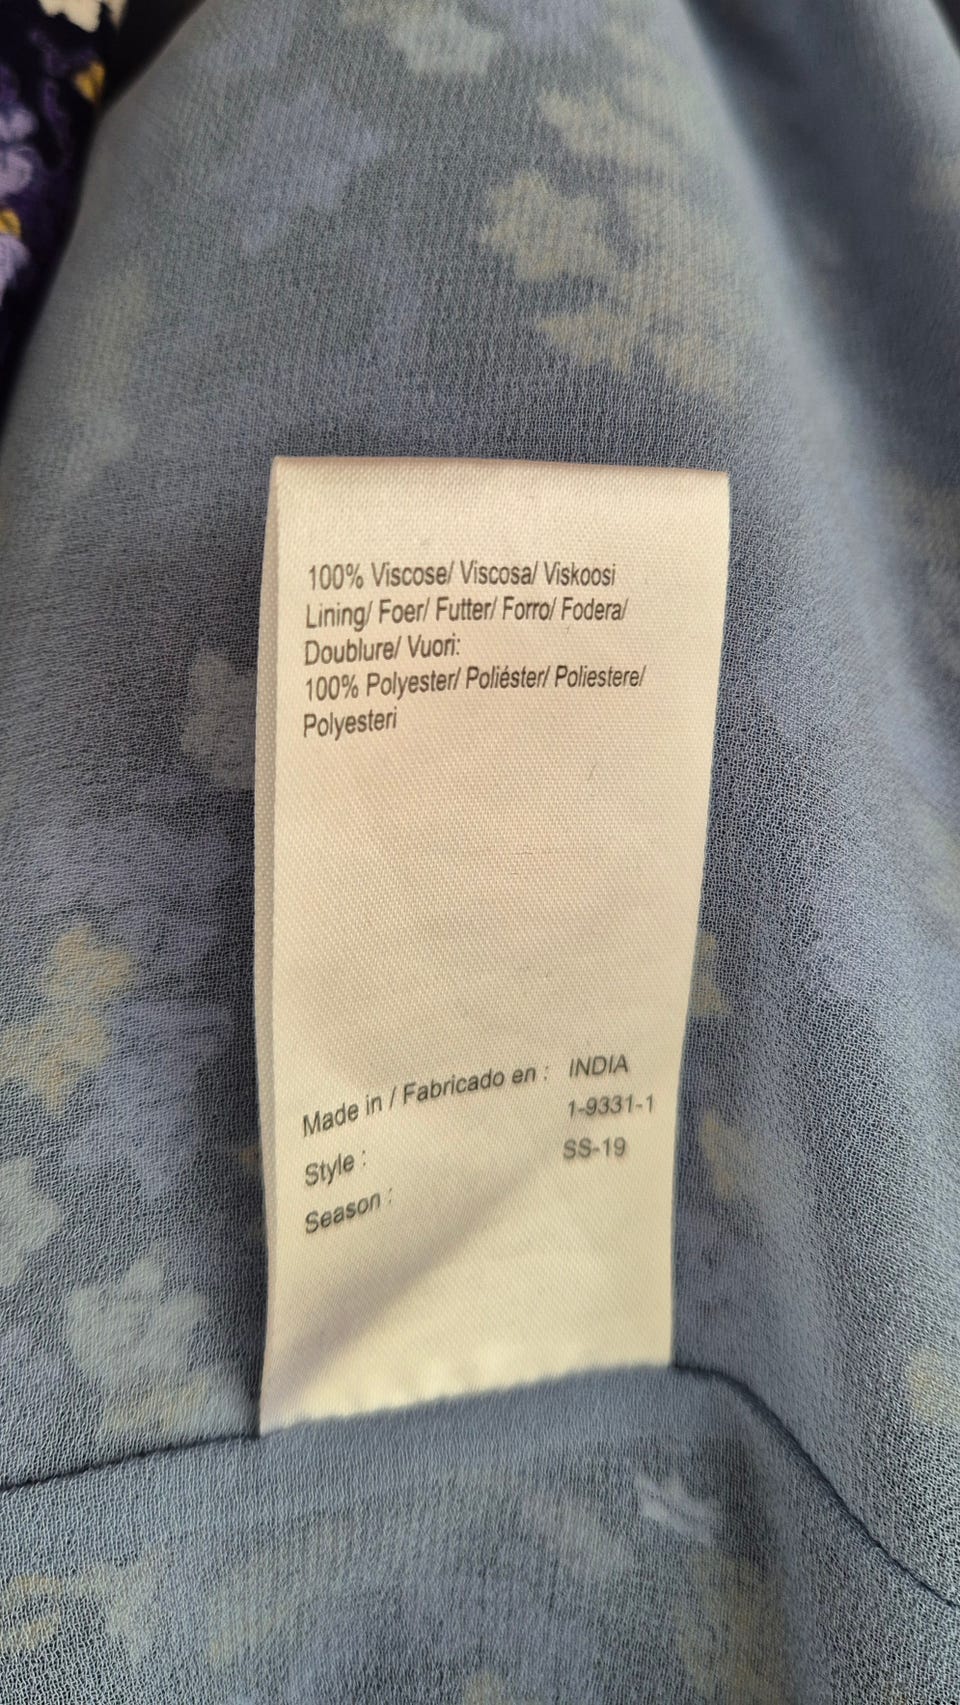 100% Viscose/ Viscosa/ Viskoosi
Lining/ Foer/ Futter/ Forro/ Fodera/
Doublure/ Vuori:
100% Polyester/ Poliéster/ Poliestere/
Polyesteri
Made in / Fabricado en : INDIA
Style : 1-9331-1
Season : SS-19